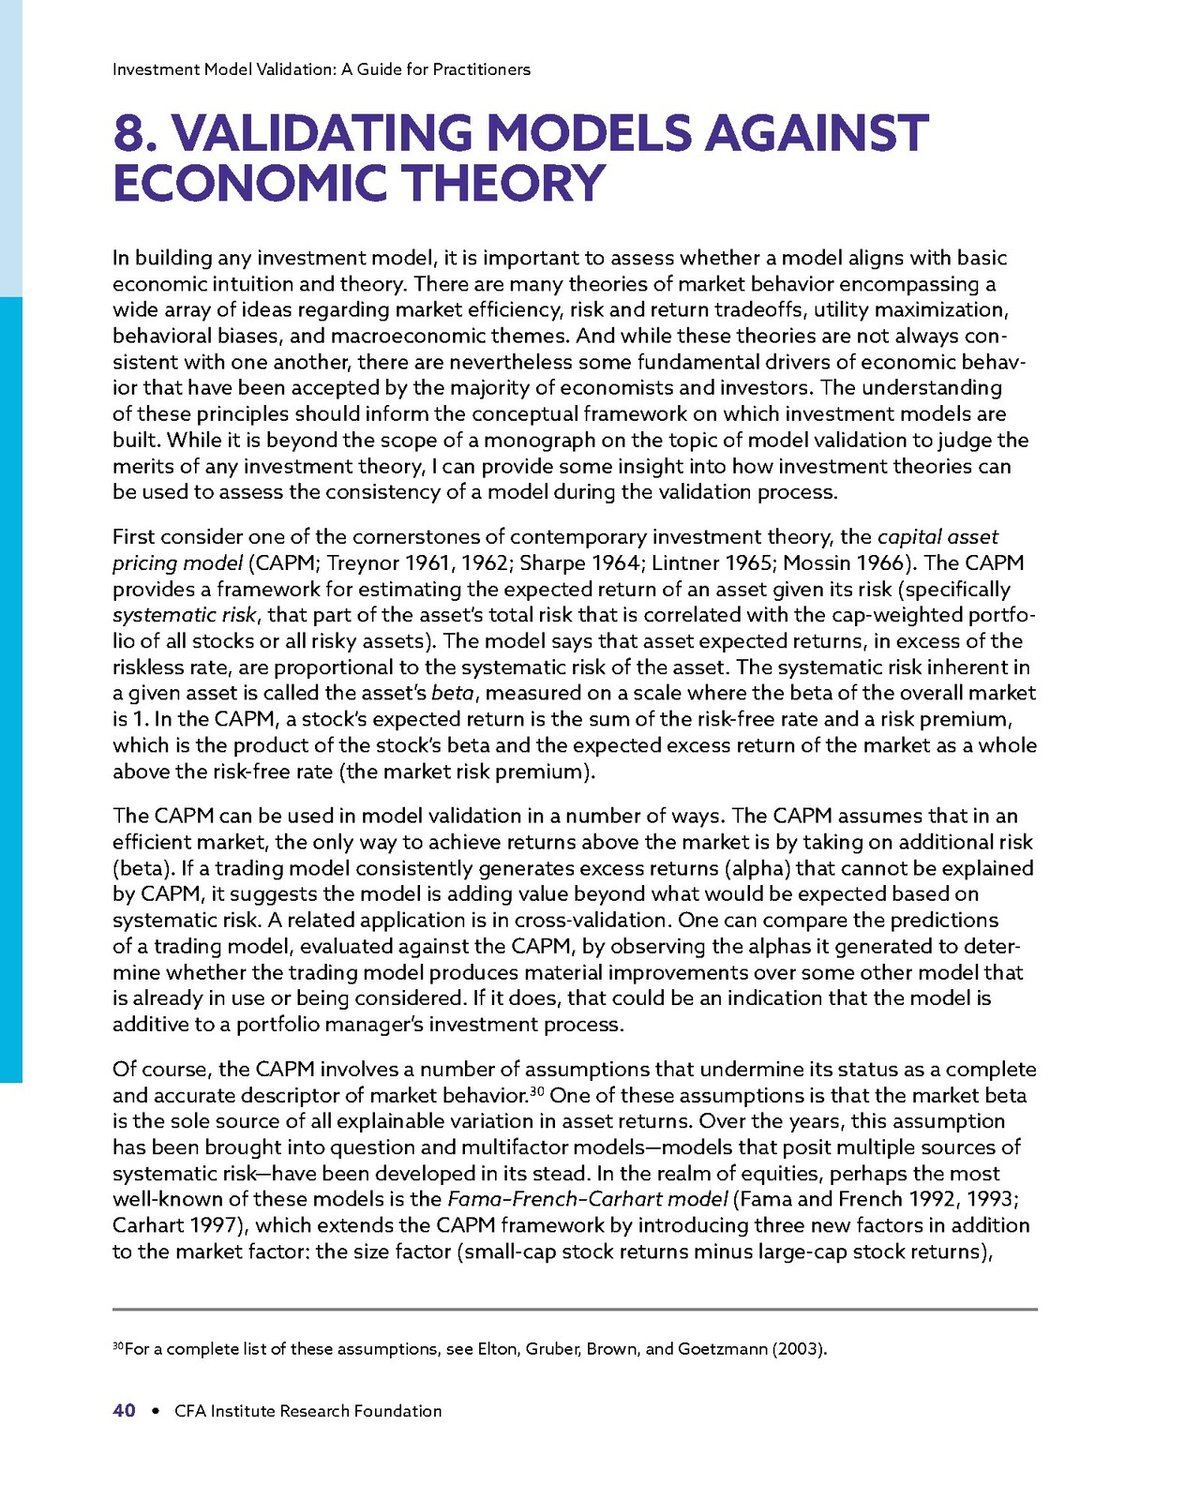 Investment Model Validation: A Guide for Practitioners
8. VALIDATING MODELS AGAINST
ECONOMIC THEORY
In building any investment model, it is important to assess whether a model aligns with basic
economic intuition and theory. There are many theories of market behavior encompassing a
wide array of ideas regarding market efficiency, risk and return tradeoffs, utility maximization,
behavioral biases, and macroeconomic themes. And while these theories are not always con-
sistent with one another, there are nevertheless some fundamental drivers of economic behav-
ior that have been accepted by the majority of economists and investors. The understanding
of these principles should inform the conceptual framework on which investment models are
built. While it is beyond the scope of a monograph on the topic of model validation to judge the
merits of any investment theory, I can provide some insight into how investment theories can
be used to assess the consistency of a model during the validation process.
First consider one of the cornerstones of contemporary investment theory, the capital asset
pricing model (CAPM; Treynor 1961, 1962; Sharpe 1964; Lintner 1965; Mossin 1966). The CAPM
provides a framework for estimating the expected return of an asset given its risk (specifically
systematic risk, that part of the asset's total risk that is correlated with the cap-weighted portfo-
lio of all stocks or all risky assets). The model says that asset expected returns, in excess of the
riskless rate, are proportional to the systematic risk of the asset. The systematic risk inherent in
a given asset is called the asset's beta, measured on a scale where the beta of the overall market
is 1. In the CAPM, a stock's expected return is the sum of the risk-free rate and a risk premium,
which is the product of the stock's beta and the expected excess return of the market as a whole
above the risk-free rate (the market risk premium).
The CAPM can be used in model validation in a number of ways. The CAPM assumes that in an
efficient market, the only way to achieve returns above the market is by taking on additional risk
(beta). If a trading model consistently generates excess returns (alpha) that cannot be explained
by CAPM, it suggests the model is adding value beyond what would be expected based on
systematic risk. A related application is in cross-validation. One can compare the predictions
of a trading model, evaluated against the CAPM, by observing the alphas it generated to deter-
mine whether the trading model produces material improvements over some other model that
is already in use or being considered. If it does, that could be an indication that the model is
additive to a portfolio manager's investment process.
Of course, the CAPM involves a number of assumptions that undermine its status as a complete
and accurate descriptor of market behavior.³⁰ One of these assumptions is that the market beta
is the sole source of all explainable variation in asset returns. Over the years, this assumption
has been brought into question and multifactor models—models that posit multiple sources of
systematic risk—have been developed in its stead. In the realm of equities, perhaps the most
well-known of these models is the Fama–French–Carhart model (Fama and French 1992, 1993;
Carhart 1997), which extends the CAPM framework by introducing three new factors in addition
to the market factor: the size factor (small-cap stock returns minus large-cap stock returns),
³⁰For a complete list of these assumptions, see Elton, Gruber, Brown, and Goetzmann (2003).
40 • CFA Institute Research Foundation